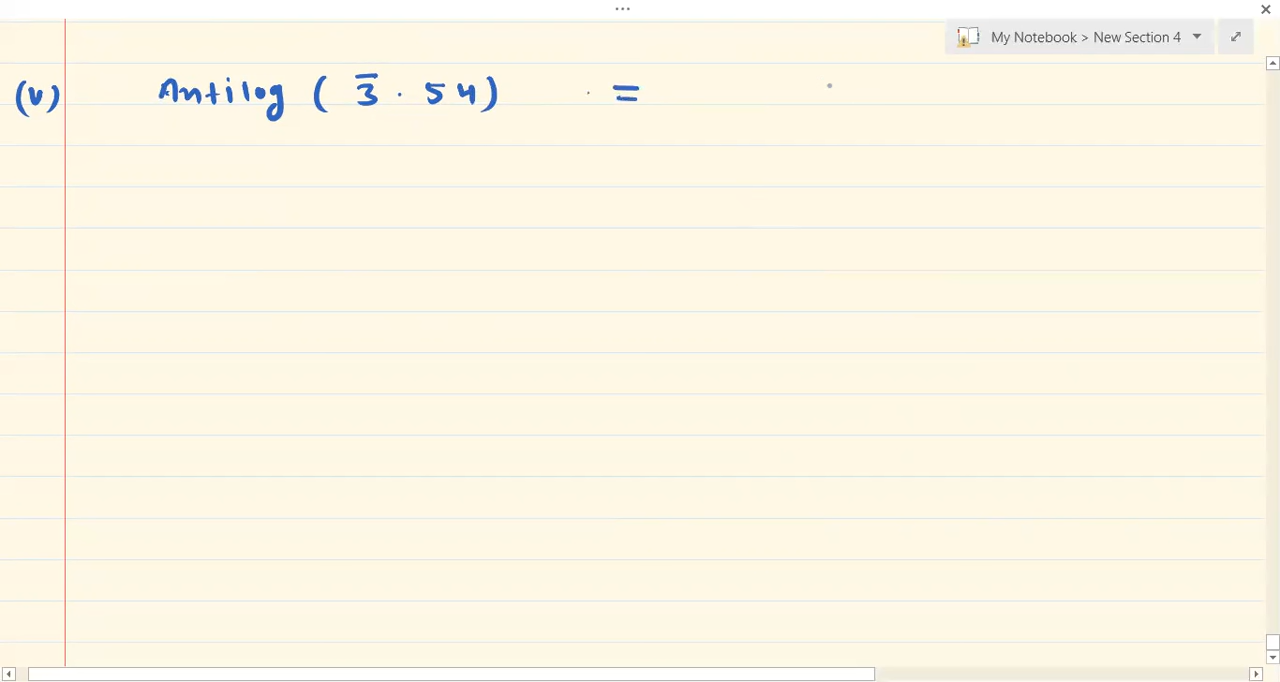 My Notebook > New Section 4
(v) Antilog ( 3̅ . 54) =